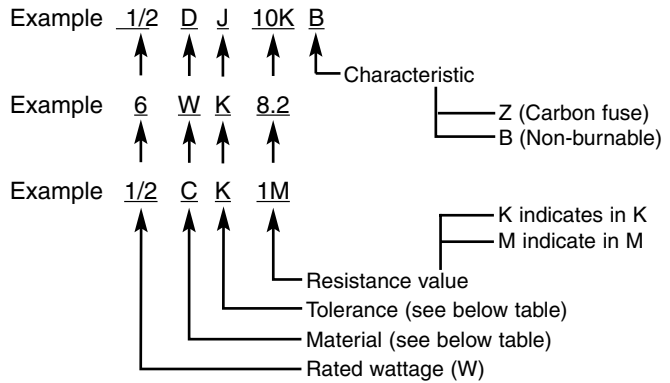 Example 1/2 D J 10K B
Characteristic
Z (Carbon fuse)
B (Non-burnable)
Example 6 W K 8.2
Example 1/2 C K 1M
K indicates in K
M indicate in M
Resistance value
Tolerance (see below table)
Material (see below table)
Rated wattage (W)